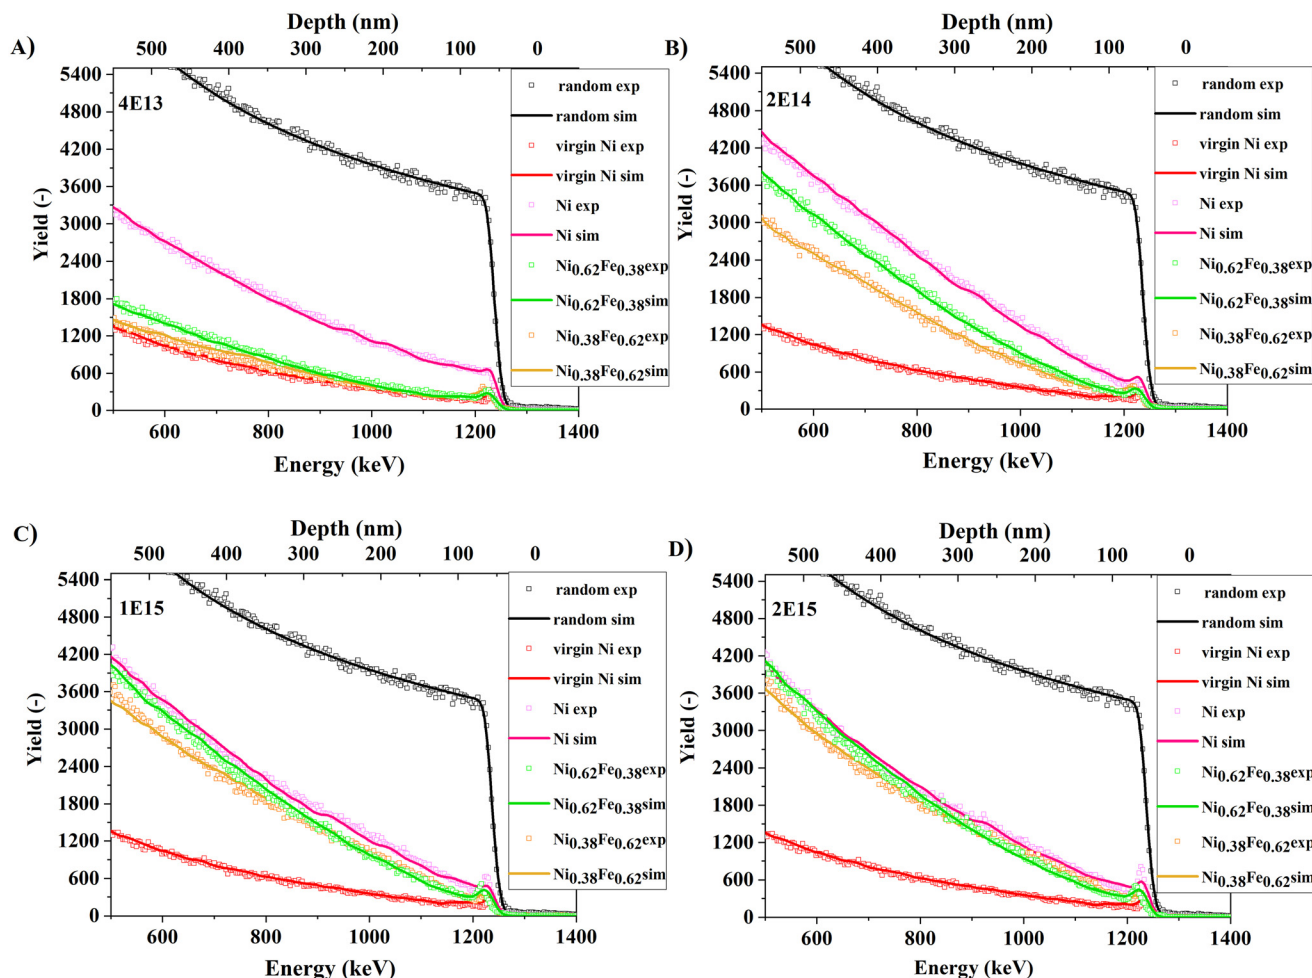 Depth (nm)
A)
500 400 300 200 100 0
5400
4800
4200
3600
3000
2400
1800
1200
600
0
Yield (-)
4E13
random exp
random sim
virgin Ni exp
virgin Ni sim
Ni exp
Ni sim
Ni0.62Fe0.38exp
Ni0.62Fe0.38sim
Ni0.38Fe0.62exp
Ni0.38Fe0.62sim
600 800 1000 1200 1400
Energy (keV)
Depth (nm)
B)
500 400 300 200 100 0
5400
4800
4200
3600
3000
2400
1800
1200
600
0
Yield (-)
2E14
random exp
random sim
virgin Ni exp
virgin Ni sim
Ni exp
Ni sim
Ni0.62Fe0.38exp
Ni0.62Fe0.38sim
Ni0.38Fe0.62exp
Ni0.38Fe0.62sim
600 800 1000 1200 1400
Energy (keV)
Depth (nm)
C)
500 400 300 200 100 0
5400
4800
4200
3600
3000
2400
1800
1200
600
0
Yield (-)
1E15
random exp
random sim
virgin Ni exp
virgin Ni sim
Ni exp
Ni sim
Ni0.62Fe0.38exp
Ni0.62Fe0.38sim
Ni0.38Fe0.62exp
Ni0.38Fe0.62sim
600 800 1000 1200 1400
Energy (keV)
Depth (nm)
D)
500 400 300 200 100 0
5400
4800
4200
3600
3000
2400
1800
1200
600
0
Yield (-)
2E15
random exp
random sim
virgin Ni exp
virgin Ni sim
Ni exp
Ni sim
Ni0.62Fe0.38exp
Ni0.62Fe0.38sim
Ni0.38Fe0.62exp
Ni0.38Fe0.62sim
600 800 1000 1200 1400
Energy (keV)